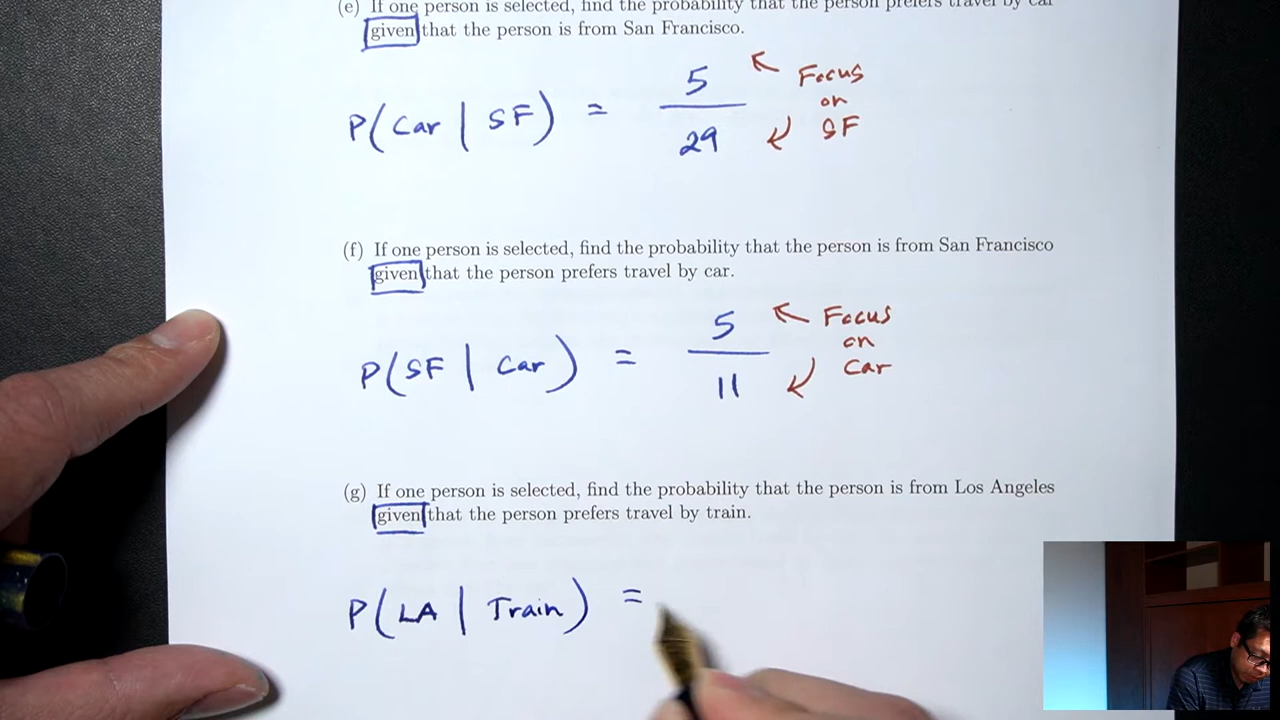 (e) If one person is selected, find the probability that the person prefers travel by car
given that the person is from San Francisco.
P(Car | SF) = 5/29
Focus
on
SF
(f) If one person is selected, find the probability that the person is from San Francisco
given that the person prefers travel by car.
P(SF | Car) = 5/11
Focus
on
Car
(g) If one person is selected, find the probability that the person is from Los Angeles
given that the person prefers travel by train.
P(LA | Train) =